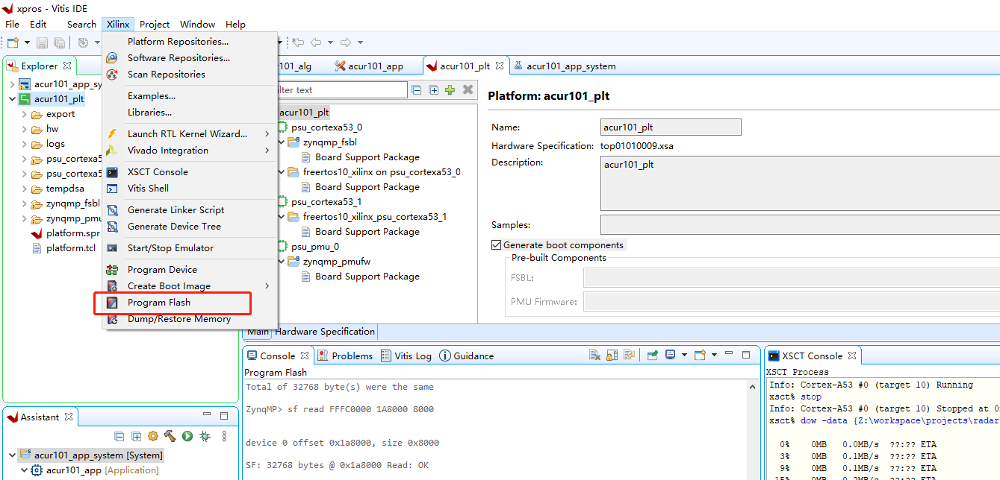 xpros - Vitis IDE
File Edit Search Xilinx Project Window Help
Explorer
acur101_app_sy
acur101_plt
export
hw
logs
psu_cortexa5
psu_cortexa5
tempdsa
zynqmp_fsbl
zynqmp_pmu
platform.spr
platform.tcl
Platform Repositories...
Software Repositories...
Scan Repositories
Examples...
Libraries...
Launch RTL Kernel Wizard...
Vivado Integration
XSCT Console
Vitis Shell
Generate Linker Script
Generate Device Tree
Start/Stop Emulator
Program Device
Create Boot Image
Program Flash
Dump/Restore Memory
101_alg acur101_app acur101_plt acur101_app_system
lter text
acur101_plt
psu_cortexa53_0
zynqmp_fsbl
Board Support Package
freertos10_xilinx on psu_cortexa53_0
Board Support Package
psu_cortexa53_1
freertos10_xilinx_psu_cortexa53_1
Board Support Package
psu_pmu_0
zynqmp_pmufw
Board Support Package
Platform: acur101_plt
Name: acur101_plt
Hardware Specification: top01010009.xsa
Description: acur101_plt
Samples:
Generate boot components
Pre-built Components
FSBL:
PMU Firmware:
Main Hardware Specification
Console Problems Vitis Log Guidance
Program Flash
Total of 32768 byte(s) were the same
ZynqMP> sf read FFFC0000 1A8000 8000
device 0 offset 0x1a8000, size 0x8000
SF: 32768 bytes @ 0x1a8000 Read: OK
XSCT Console
XSCT Process
Info: Cortex-A53 #0 (target 10) Running
xsct% stop
Info: Cortex-A53 #0 (target 10) Stopped at 0
xsct% dow -data {Z:\workspace\projects\radar
0% 0MB 0.0MB/s ??:?? ETA
3% 0MB 0.1MB/s ??:?? ETA
9% 0MB 0.1MB/s ??:?? ETA
Assistant
acur101_app_system [System]
acur101_app [Application]